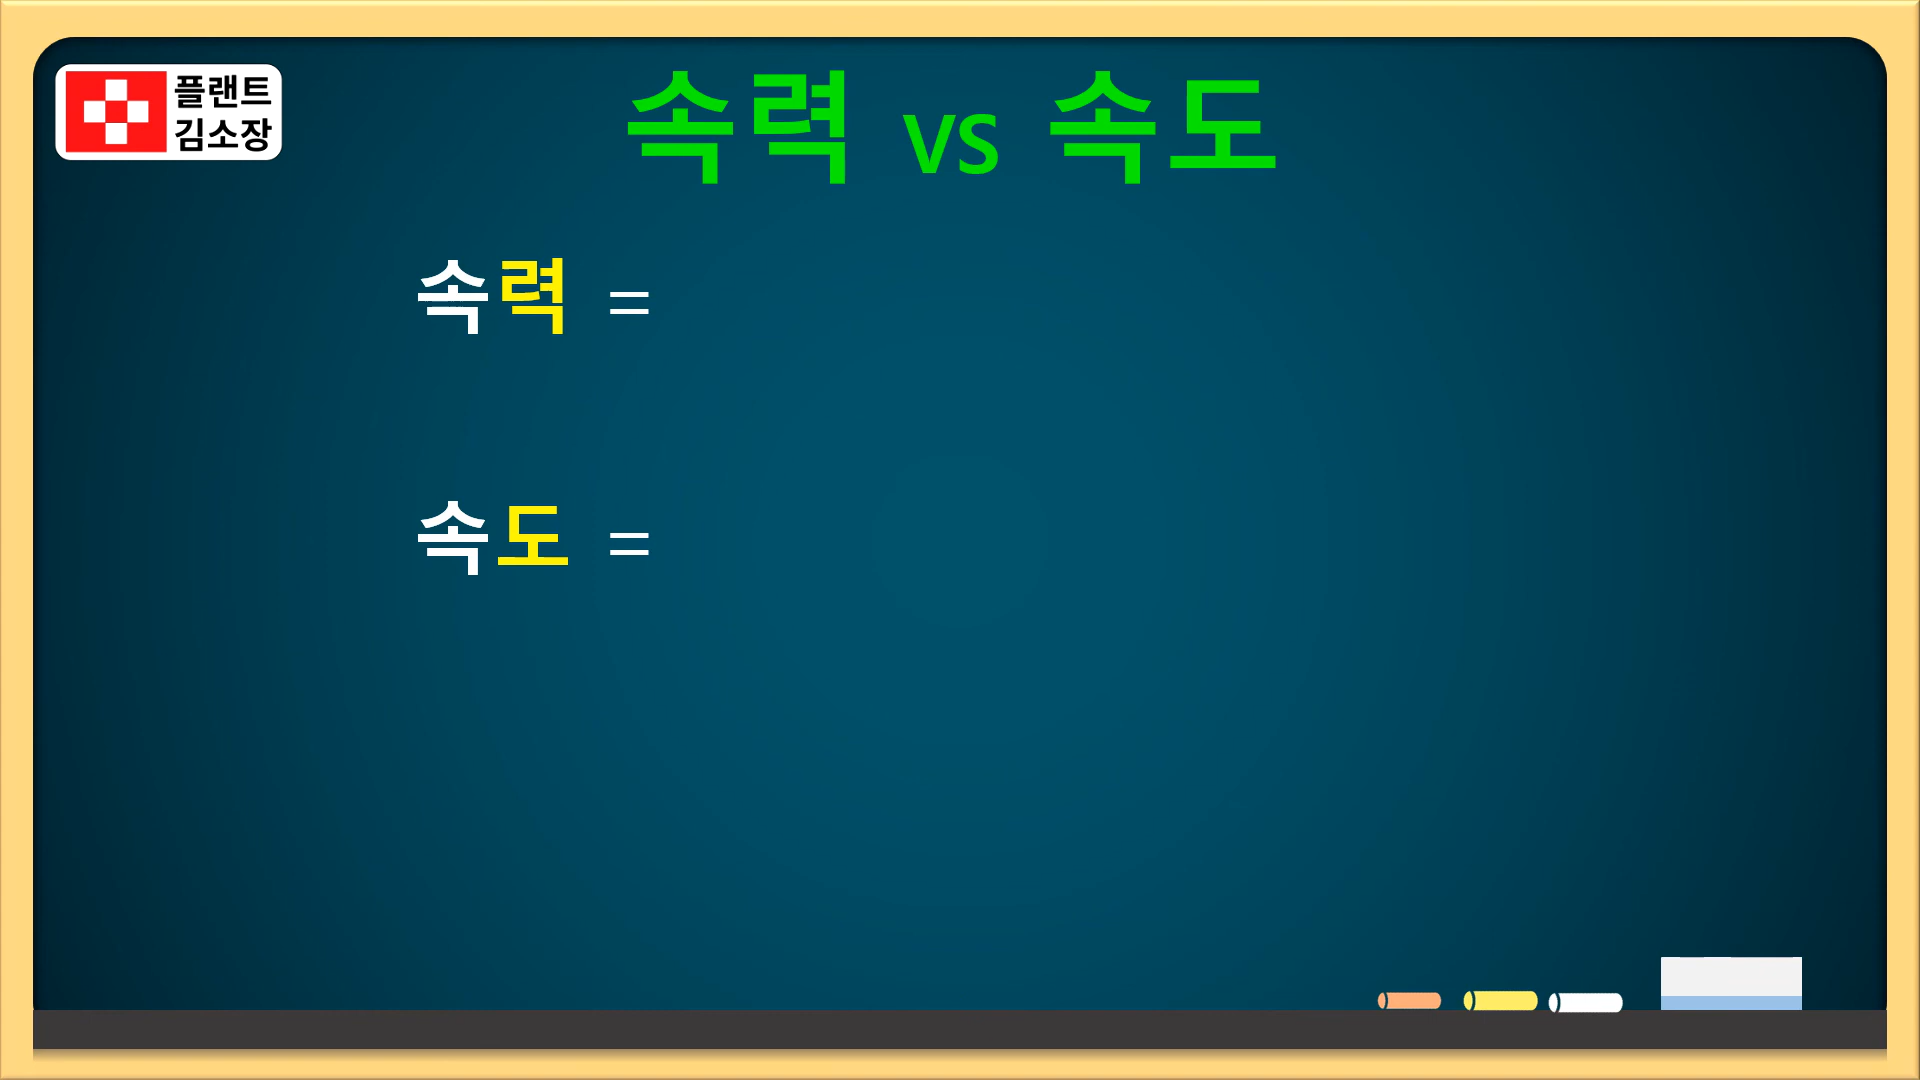 플랜트
김소장
속력 vs 속도
속력 =
속도 =